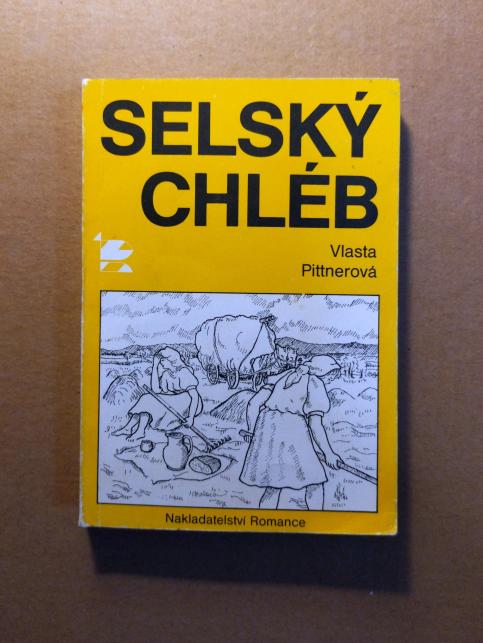 SELSKÝ
CHLÉB
Vlasta
Pittnerová
Nakladatelství Romance